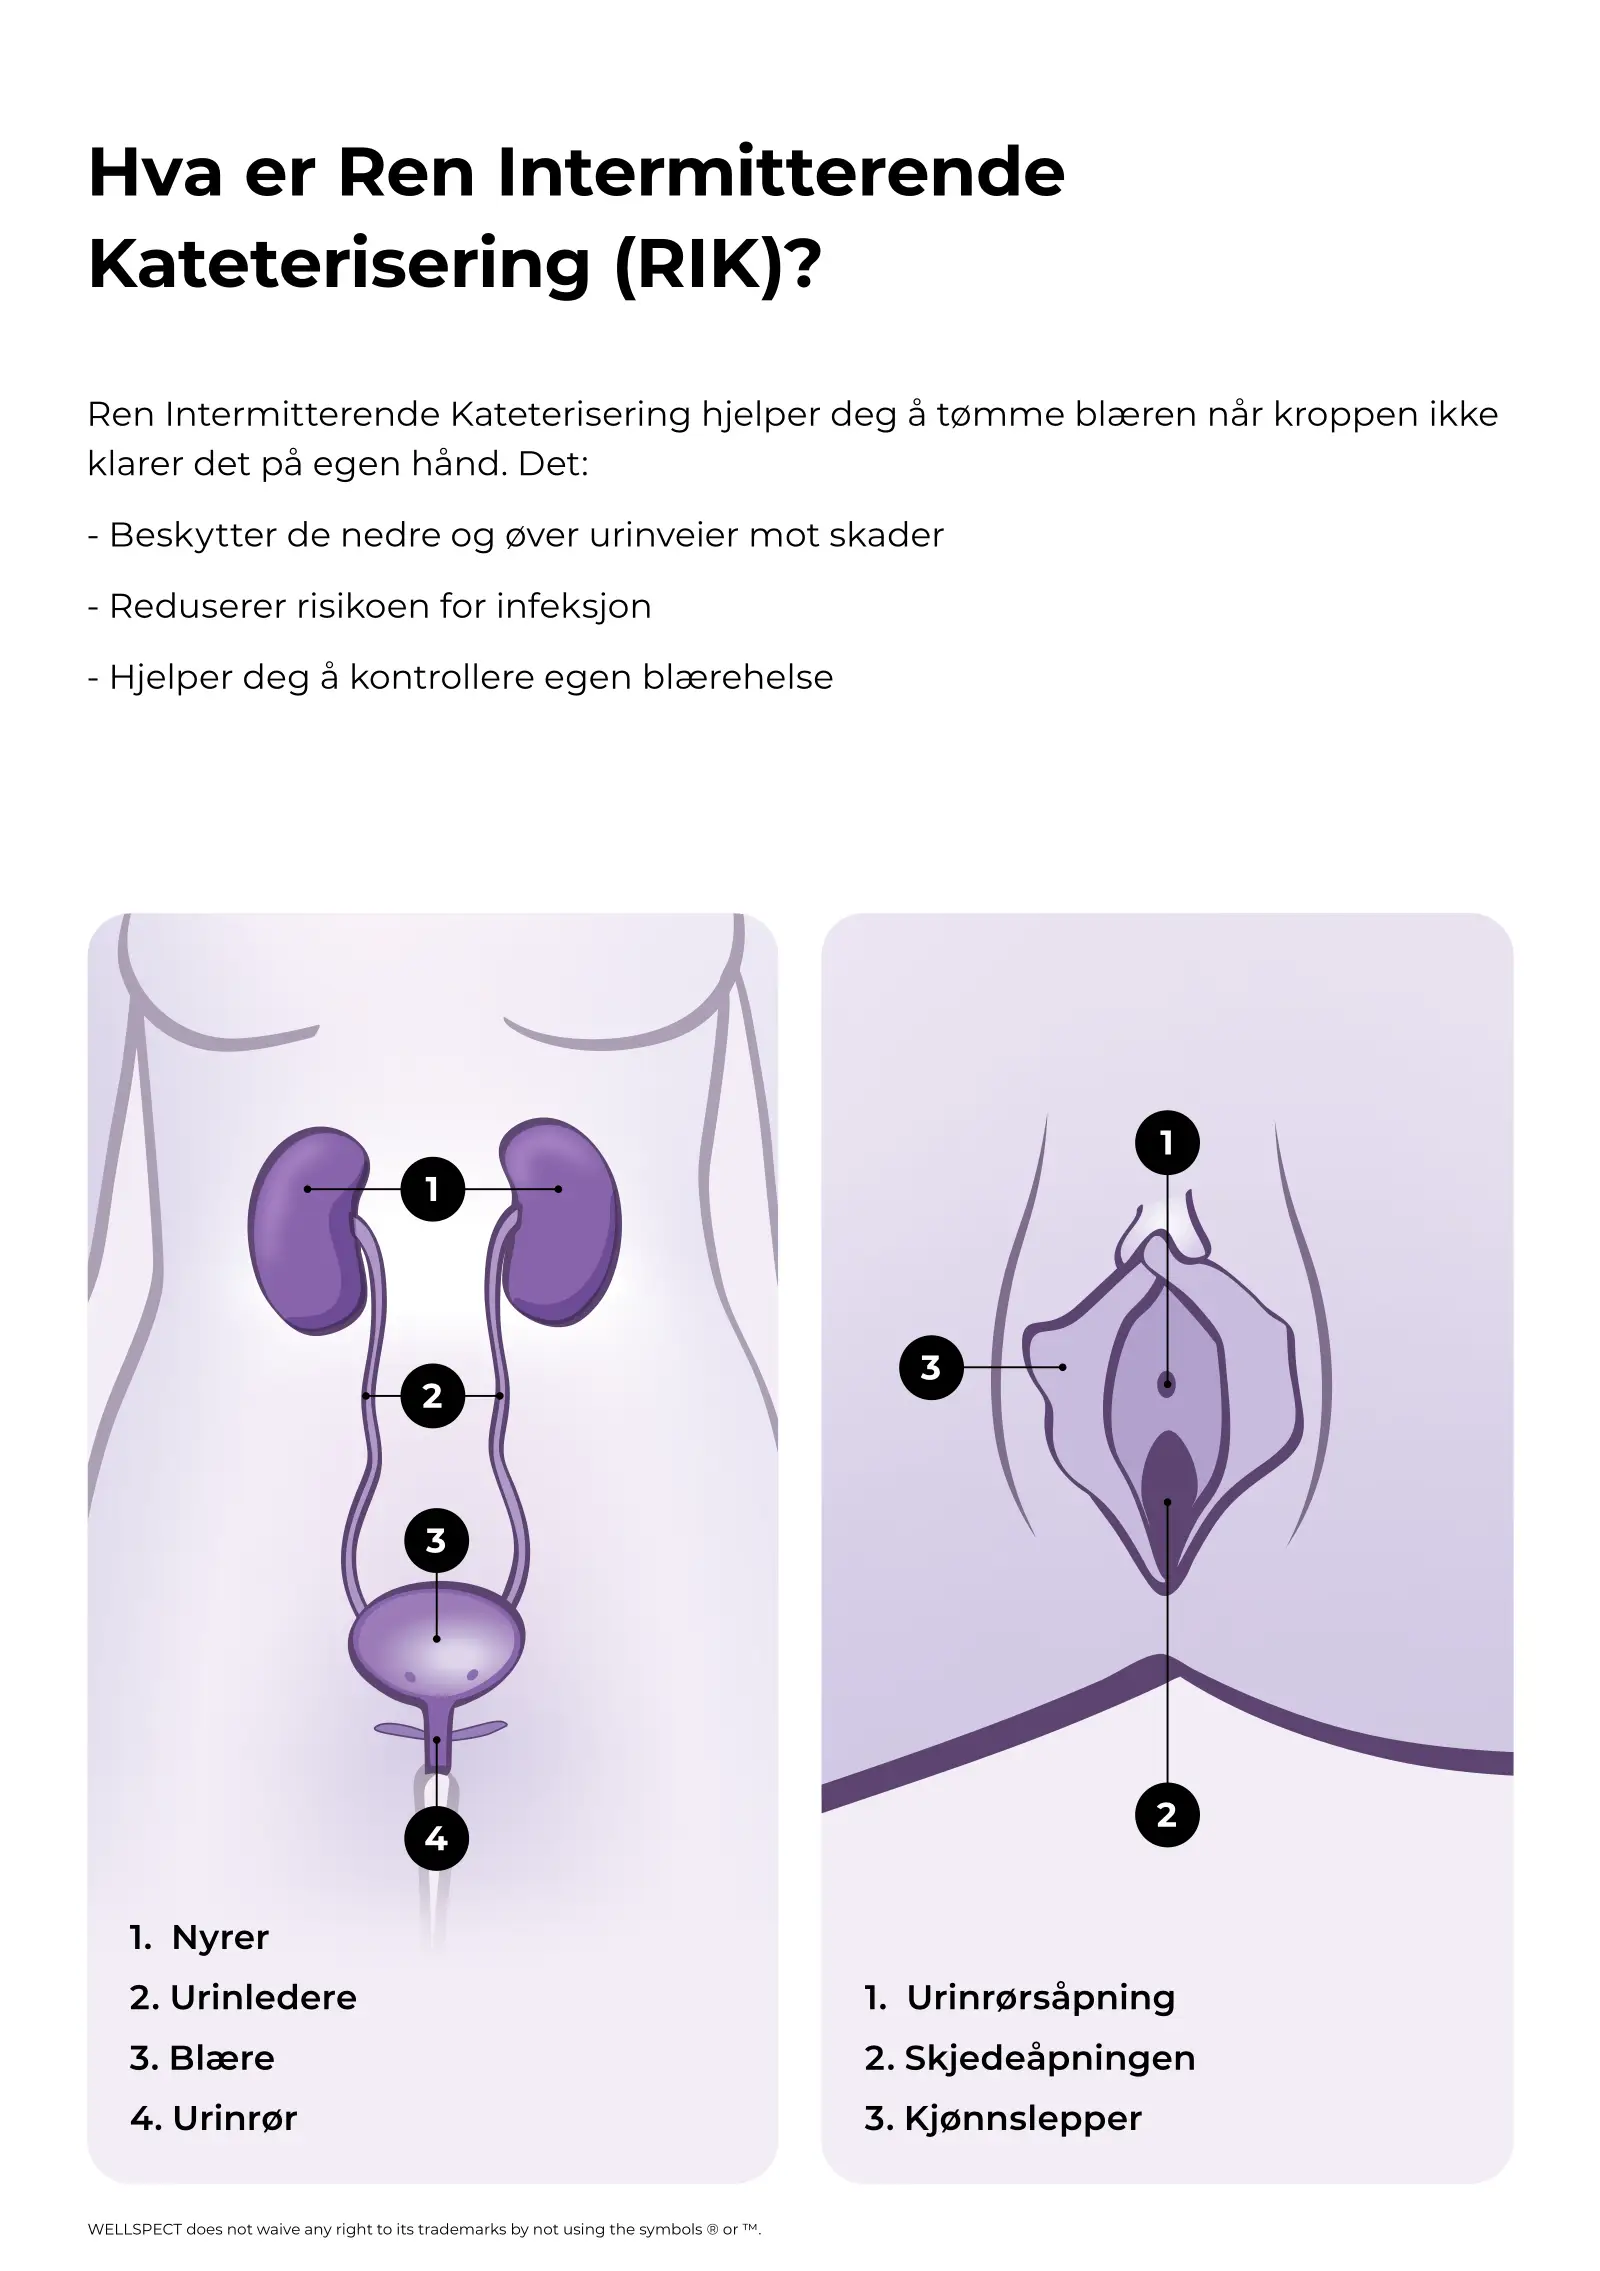 Hva er Ren Intermitterende
Kateterisering (RIK)?
Ren Intermitterende Kateterisering hjelper deg å tømme blæren når kroppen ikke
klarer det på egen hånd. Det:
- Beskytter de nedre og øver urinveier mot skader
- Reduserer risikoen for infeksjon
- Hjelper deg å kontrollere egen blærehelse
1
2
3
4
1. Nyrer
2. Urinledere
3. Blære
4. Urinrør
1
3
2
1. Urinrørsåpning
2. Skjedeåpningen
3. Kjønnslepper
WELLSPECT does not waive any right to its trademarks by not using the symbols ® or ™.